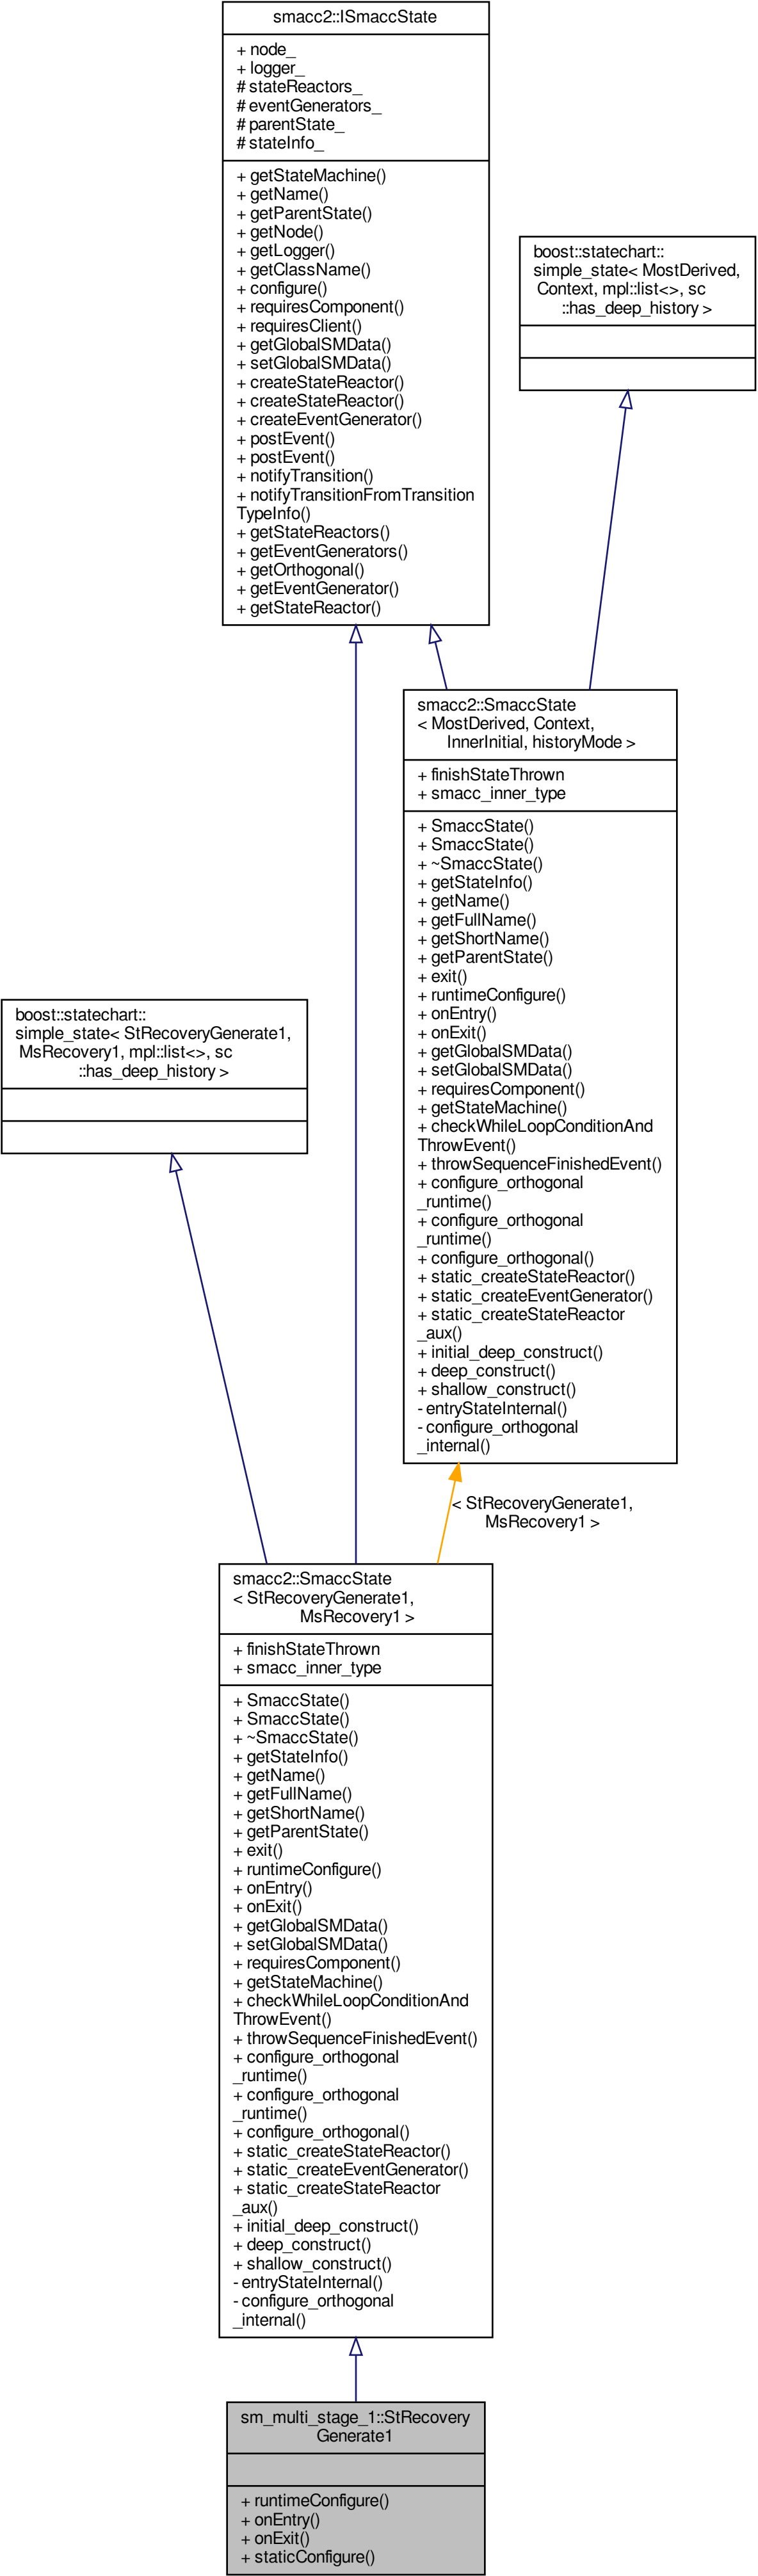 smacc2::ISmaccState
+ node_
+ logger_
# stateReactors_
# eventGenerators_
# parentState_
# stateInfo_
+ getStateMachine()
+ getName()
+ getParentState()
+ getNode()
+ getLogger()
+ getClassName()
+ configure()
+ requiresComponent()
+ requiresClient()
+ getGlobalSMData()
+ setGlobalSMData()
+ createStateReactor()
+ createStateReactor()
+ createEventGenerator()
+ postEvent()
+ postEvent()
+ notifyTransition()
+ notifyTransitionFromTransition
TypeInfo()
+ getStateReactors()
+ getEventGenerators()
+ getOrthogonal()
+ getEventGenerator()
+ getStateReactor()
boost::statechart::
simple_state< MostDerived,
Context, mpl::list<>, sc
::has_deep_history >
smacc2::SmaccState
< MostDerived, Context,
InnerInitial, historyMode >
+ finishStateThrown
+ smacc_inner_type
+ SmaccState()
+ SmaccState()
+ ~SmaccState()
+ getStateInfo()
+ getName()
+ getFullName()
+ getShortName()
+ getParentState()
+ exit()
+ runtimeConfigure()
+ onEntry()
+ onExit()
+ getGlobalSMData()
+ setGlobalSMData()
+ requiresComponent()
+ getStateMachine()
+ checkWhileLoopConditionAnd
ThrowEvent()
+ throwSequenceFinishedEvent()
+ configure_orthogonal
_runtime()
+ configure_orthogonal
_runtime()
+ configure_orthogonal()
+ static_createStateReactor()
+ static_createEventGenerator()
+ static_createStateReactor
_aux()
+ initial_deep_construct()
+ deep_construct()
+ shallow_construct()
- entryStateInternal()
- configure_orthogonal
_internal()
boost::statechart::
simple_state< StRecoveryGenerate1,
MsRecovery1, mpl::list<>, sc
::has_deep_history >
< StRecoveryGenerate1,
MsRecovery1 >
smacc2::SmaccState
< StRecoveryGenerate1,
MsRecovery1 >
+ finishStateThrown
+ smacc_inner_type
+ SmaccState()
+ SmaccState()
+ ~SmaccState()
+ getStateInfo()
+ getName()
+ getFullName()
+ getShortName()
+ getParentState()
+ exit()
+ runtimeConfigure()
+ onEntry()
+ onExit()
+ getGlobalSMData()
+ setGlobalSMData()
+ requiresComponent()
+ getStateMachine()
+ checkWhileLoopConditionAnd
ThrowEvent()
+ throwSequenceFinishedEvent()
+ configure_orthogonal
_runtime()
+ configure_orthogonal
_runtime()
+ configure_orthogonal()
+ static_createStateReactor()
+ static_createEventGenerator()
+ static_createStateReactor
_aux()
+ initial_deep_construct()
+ deep_construct()
+ shallow_construct()
- entryStateInternal()
- configure_orthogonal
_internal()
sm_multi_stage_1::StRecovery
Generate1
+ runtimeConfigure()
+ onEntry()
+ onExit()
+ staticConfigure()